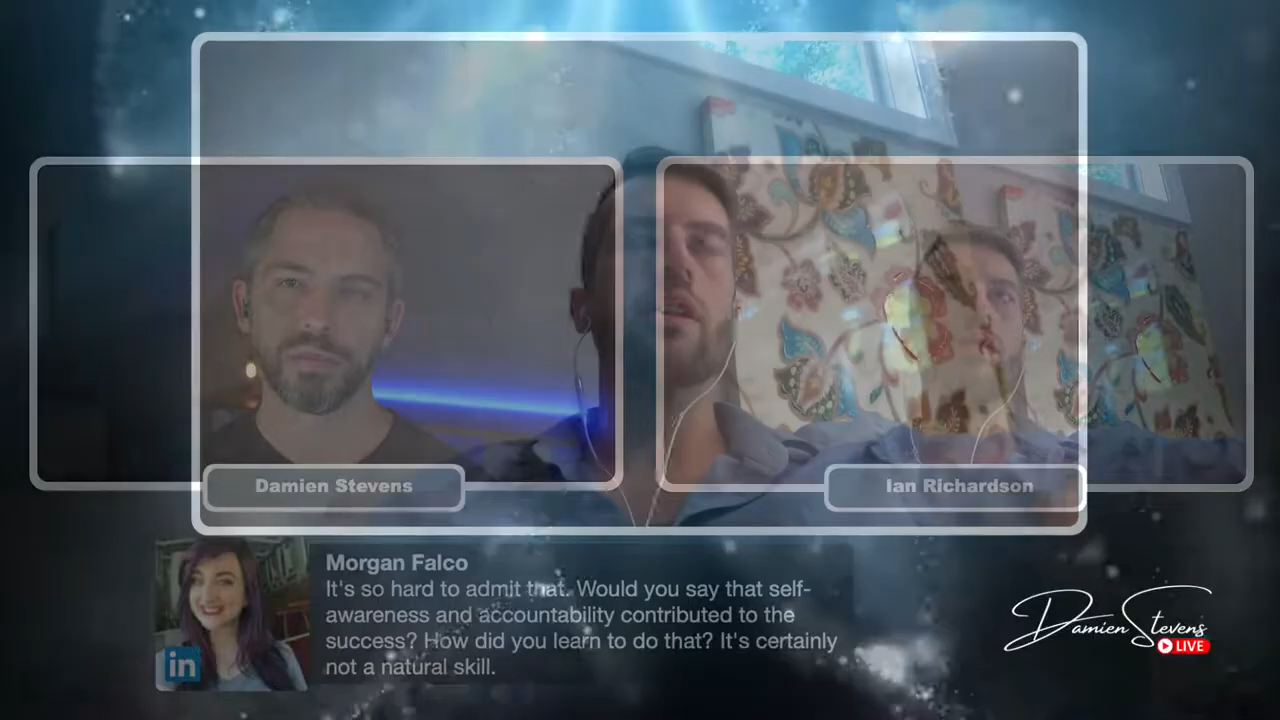 Damien Stevens
Ian Richardson
Morgan Falco
It's so hard to admit that. Would you say that self-
awareness and accountability contributed to the
success? How did you learn to do that? It's certainly
not a natural skill.
in
Damien Stevens
LIVE